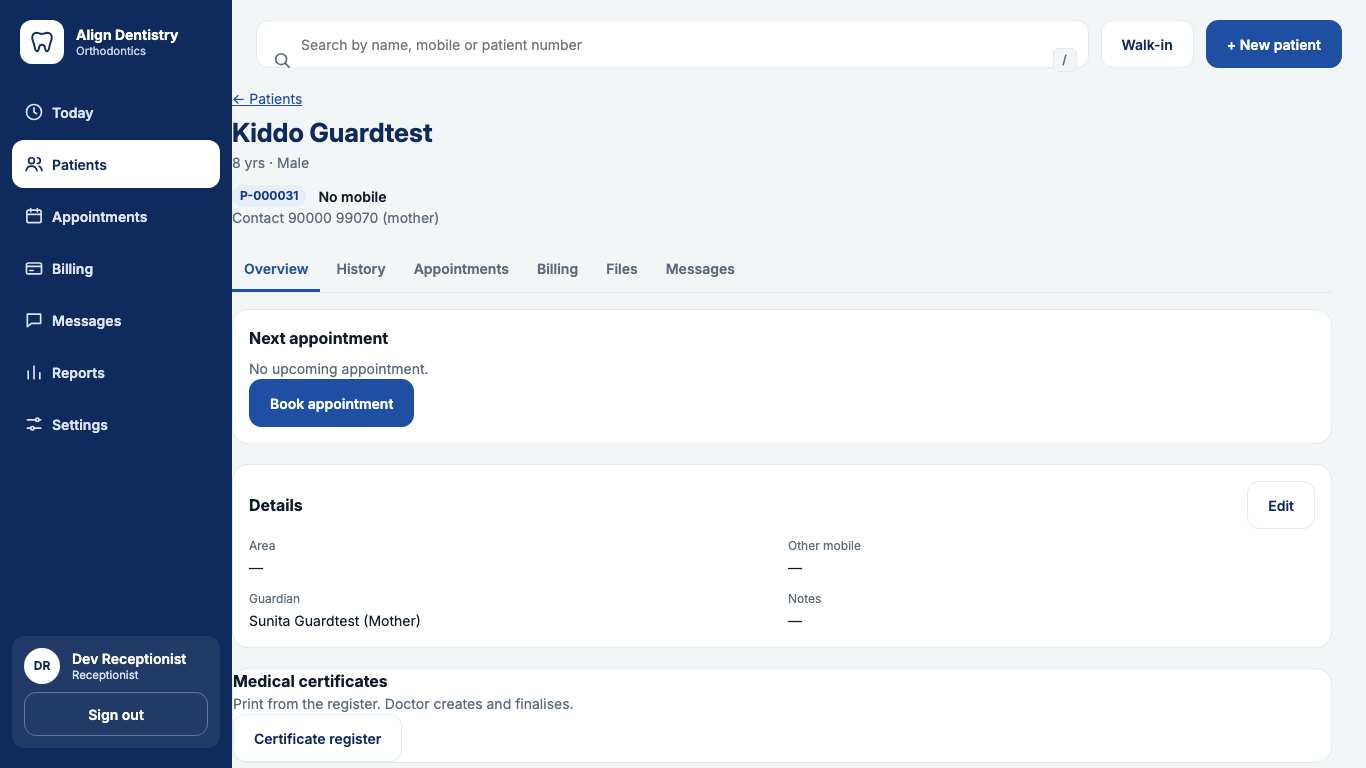 Align Dentistry
Orthodontics
Today
Patients
Appointments
Billing
Messages
Reports
Settings
DR
Dev Receptionist
Receptionist
Sign out
Search by name, mobile or patient number
/
Walk-in
+ New patient
← Patients
Kiddo Guardtest
8 yrs · Male
P-000031 No mobile
Contact 90000 99070 (mother)
Overview History Appointments Billing Files Messages
Next appointment
No upcoming appointment.
Book appointment
Details
Edit
Area
—
Other mobile
—
Guardian
Sunita Guardtest (Mother)
Notes
—
Medical certificates
Print from the register. Doctor creates and finalises.
Certificate register